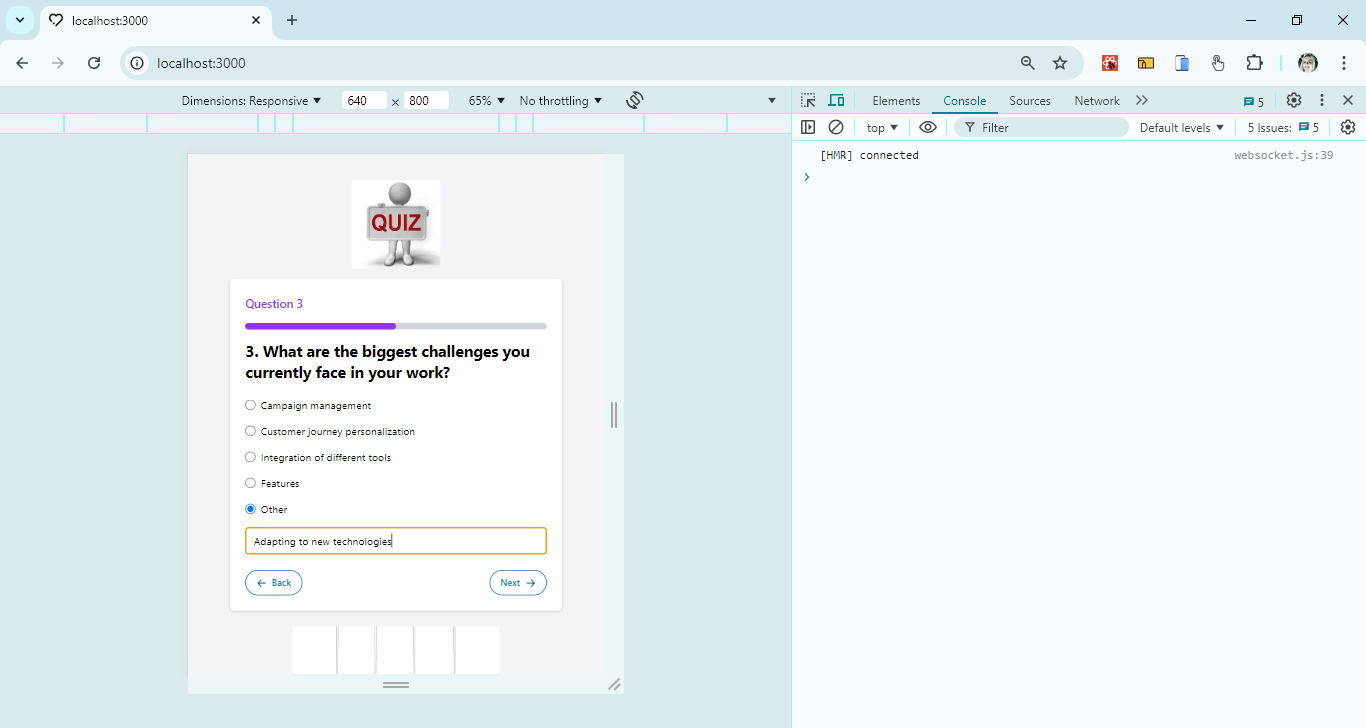 localhost:3000
localhost:3000
Dimensions: Responsive 640 × 800 65% No throttling
Elements Console Sources Network 5
top Filter Default levels 5 Issues: 5
[HMR] connected websocket.js:39
QUIZ
Question 3
3. What are the biggest challenges you
currently face in your work?
Campaign management
Customer journey personalization
Integration of different tools
Features
Other
Adapting to new technologies
← Back Next →